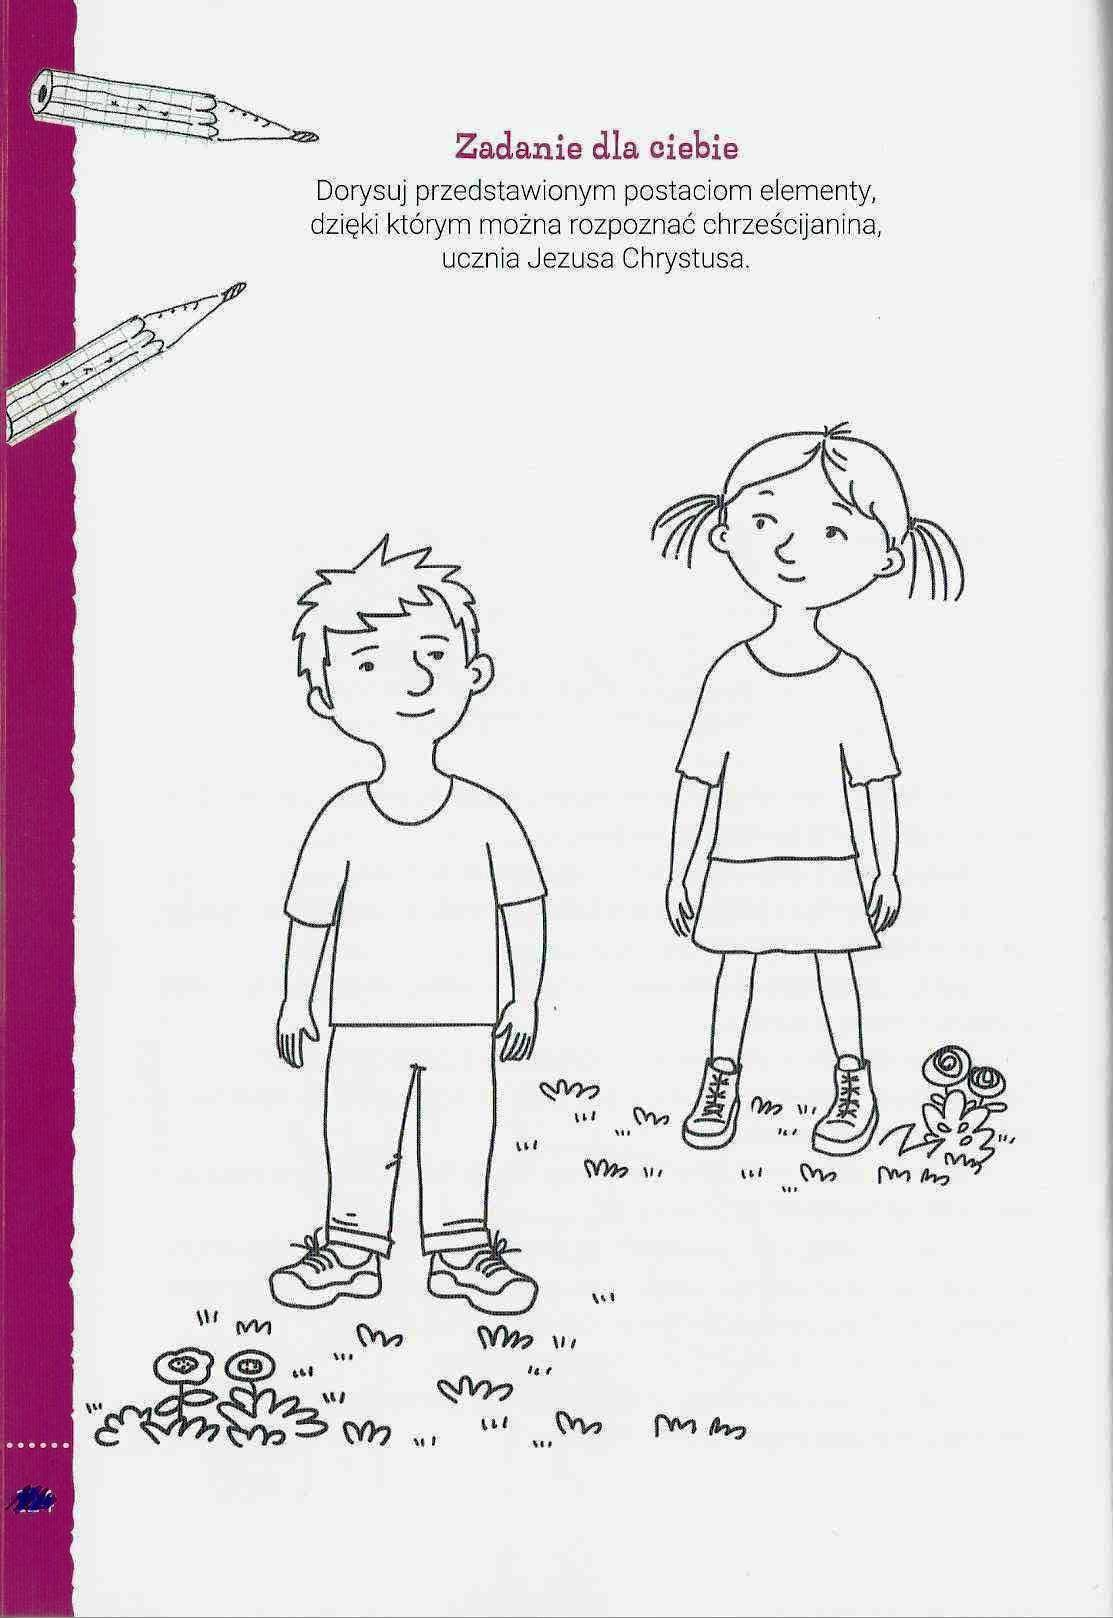 Zadanie dla ciebie
Dorysuj przedstawionym postaciom elementy,
dzięki którym można rozpoznać chrześcijanina,
ucznia Jezusa Chrystusa.